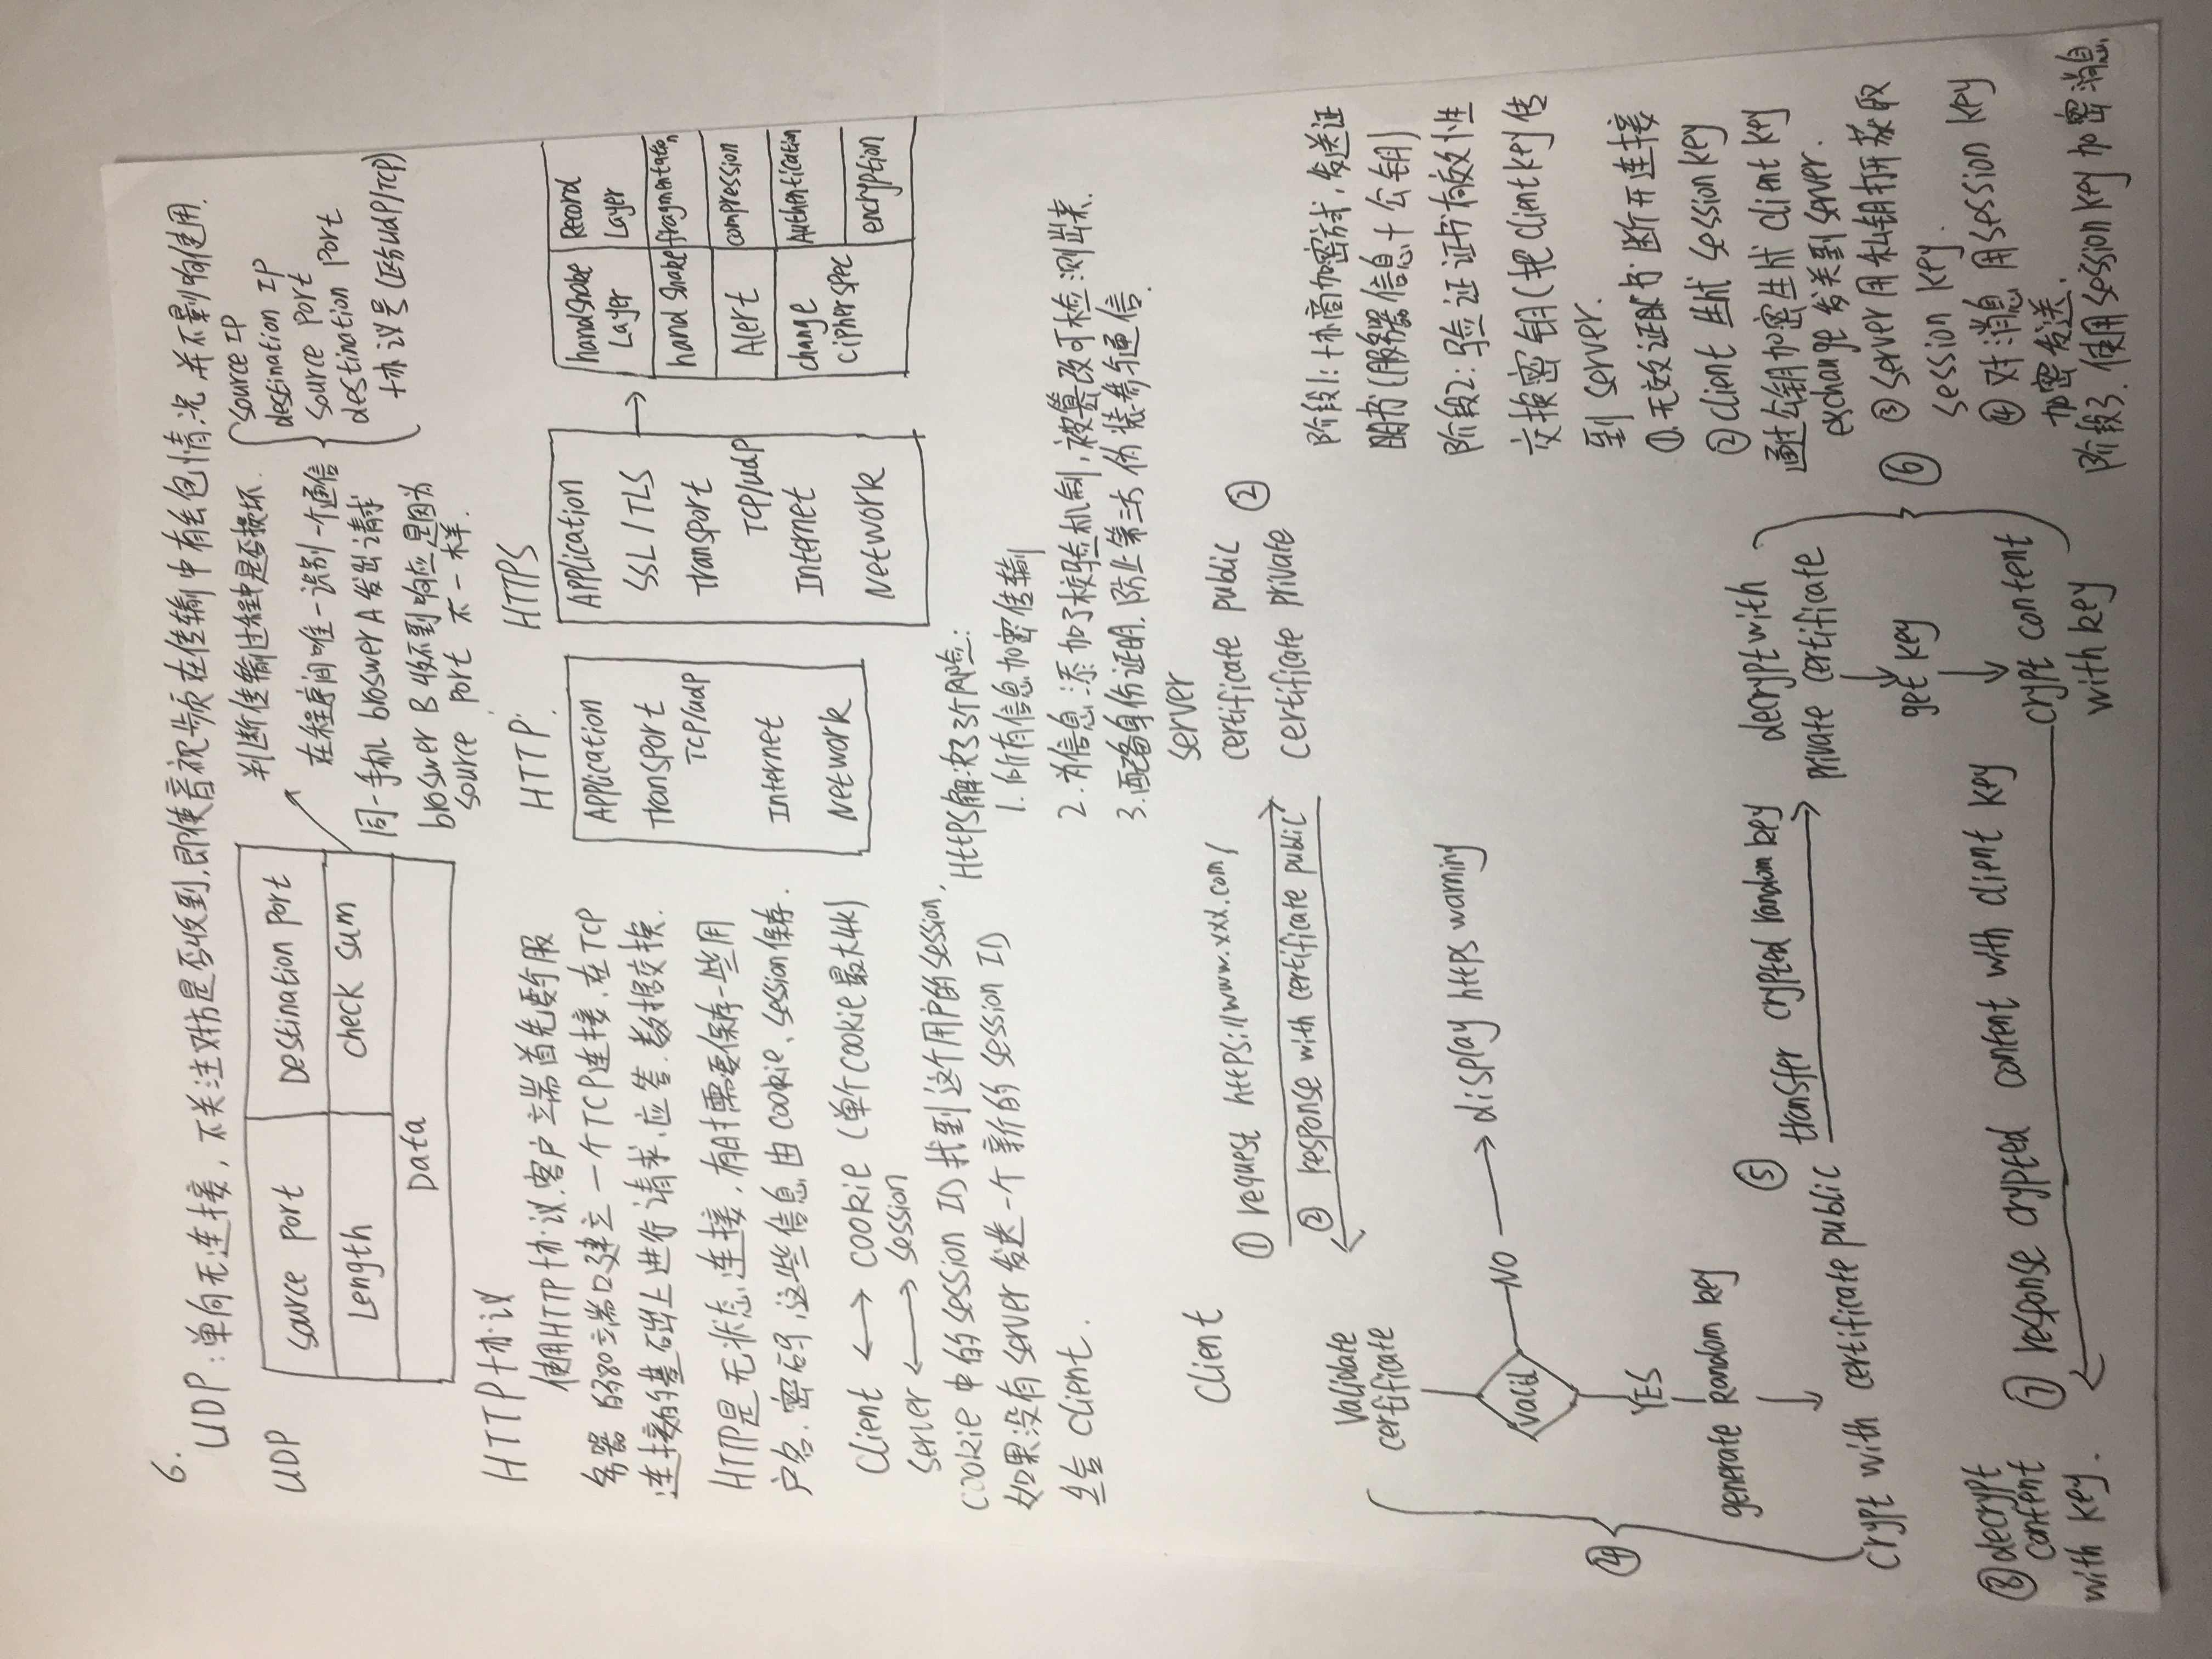 6.
UDP:单向无连接，不关注对方是否收到,即使音视频在传输中有丢包情况,并不影响使用.
UDP
source port
Destination port
Length
check sum
Data
判断传输过程中是否损坏.
在程序间唯一识别一个通信
source IP
destination IP
source port
destination port
+协议号(区分udp/TCP)
同一手机 broswer A 发出请求
broswer B 收不到响应是因为
source port 不一样.
HTTP协议
使用HTTP协议.客户端首先要与服
务器的80端口建立一个TCP连接.在TCP
连接的基础上进行请求、应答.数据交换.
HTTP是无状态连接，有时需要保存一些用
户名、密码,这些信息由cookie、session保存.
client ⟷ cookie (单个cookie最大4k)
server ⟷ session
cookie 中的 session ID 找到这个用户的session.
如果没有 server 发送一个新的 session ID
给 client.
HTTP:
Application
Transport
TCP/udp
Internet
Network
HTTPS
Application
SSL/TLS
Transport
TCP/udp
Internet
Network
handshake
Layer
Record
Layer
hand shake
fragmentation
Alert
compression
change
cipher spec
Authentication
encryption
HttPS解决了3个风险:
1. 所有信息加密传输
2. 为信息添加了校验机制，被篡改可检测出来.
3. 配备身份证明.防止第三方伪装参与通信.
Client
server
certificate public
certificate private
②
① request https://www.xxx.com/
② response with certificate public
validate
certificate
valid
NO
display https warning
YES
generate random key
crypt with certificate public
④
⑤
transfer crypted random key
decrypt with
private certificate
get key
crypt content
with key
⑥
⑦ response crypted content with client key
⑧ decrypt
content
with key.
阶段1: 协商加密方式，发送证
明书(服务器信息+公钥)
阶段2: 验证证书有效性
交换密钥(把client key传
到 server.
①.无效证明书断开连接
② client 生成 session key
通过公钥加密生成 client key
exchange 发关到 server.
③ server 用私钥打开获取
session key.
④ 对消息用session key
加密发送.
阶段3. 使用session key加密消息